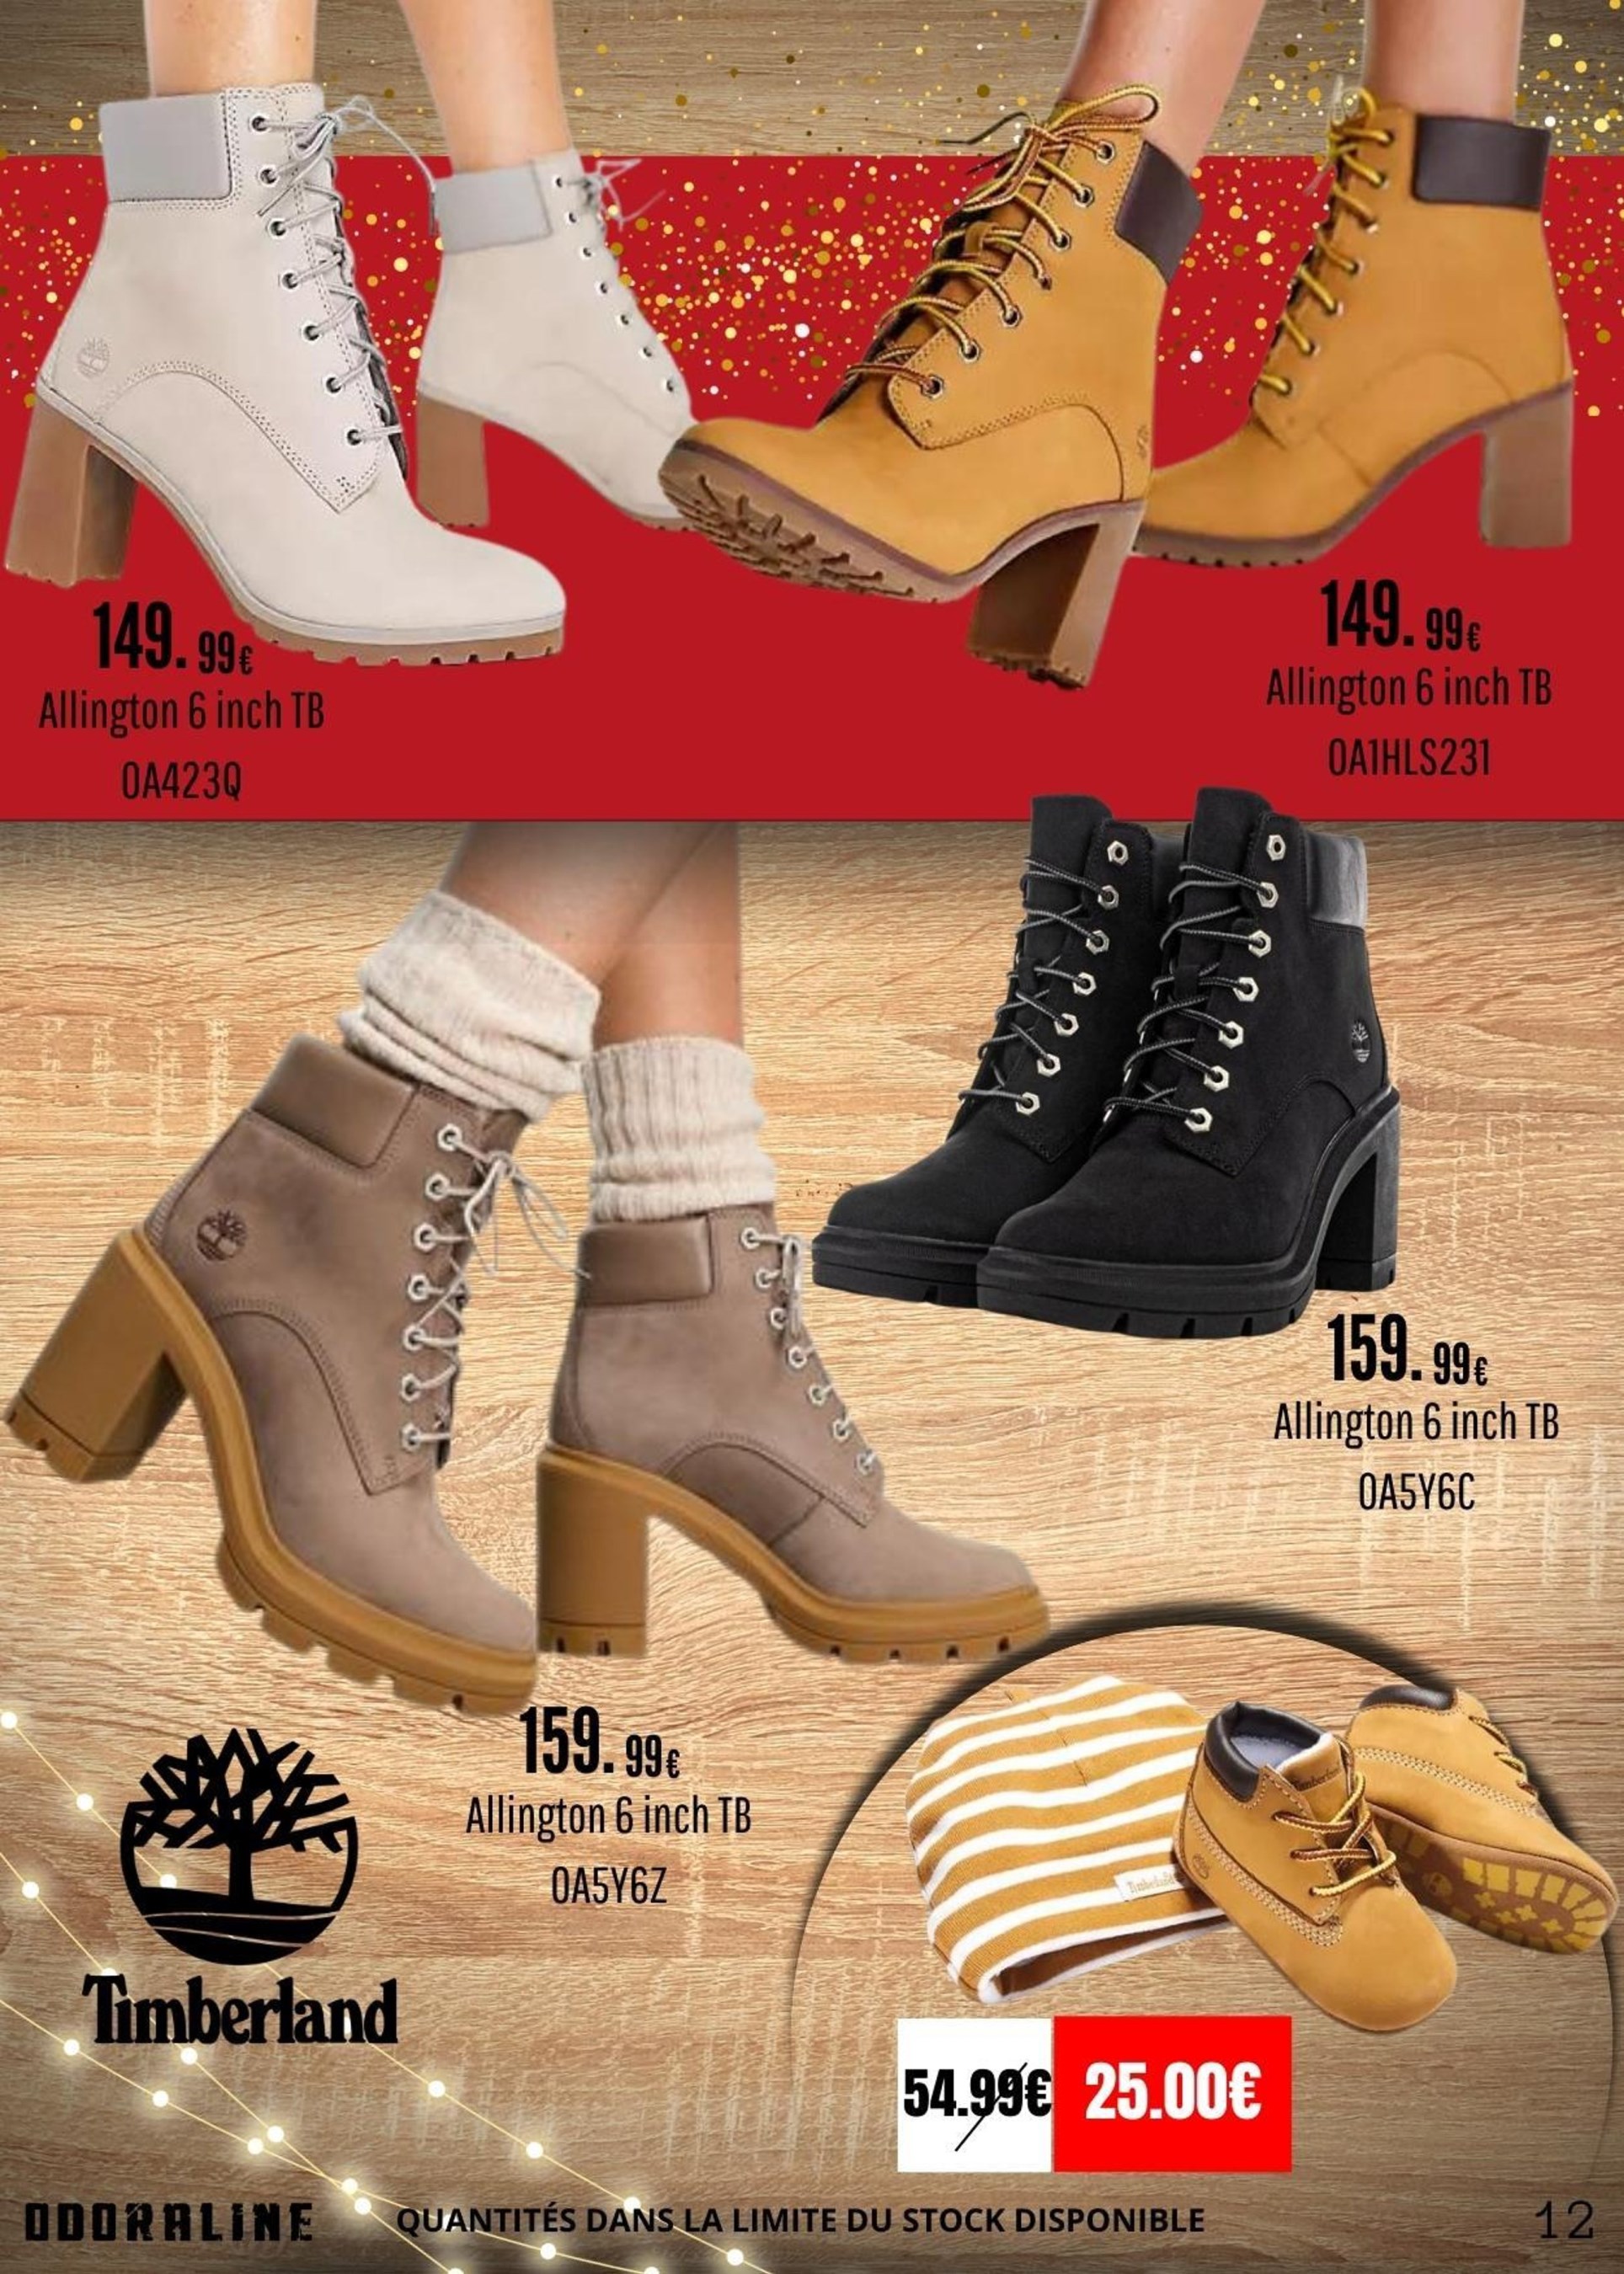 149.99€
Allington 6 inch TB
0A423Q
149.99€
Allington 6 inch TB
0A1HLS231
159.99€
Allington 6 inch TB
0A5Y6C
159.99€
Allington 6 inch TB
0A5Y6Z
Timberland
Timberland
Timberland
54.99€ 25.00€
ODORALINE
QUANTITÉS DANS LA LIMITE DU STOCK DISPONIBLE
12